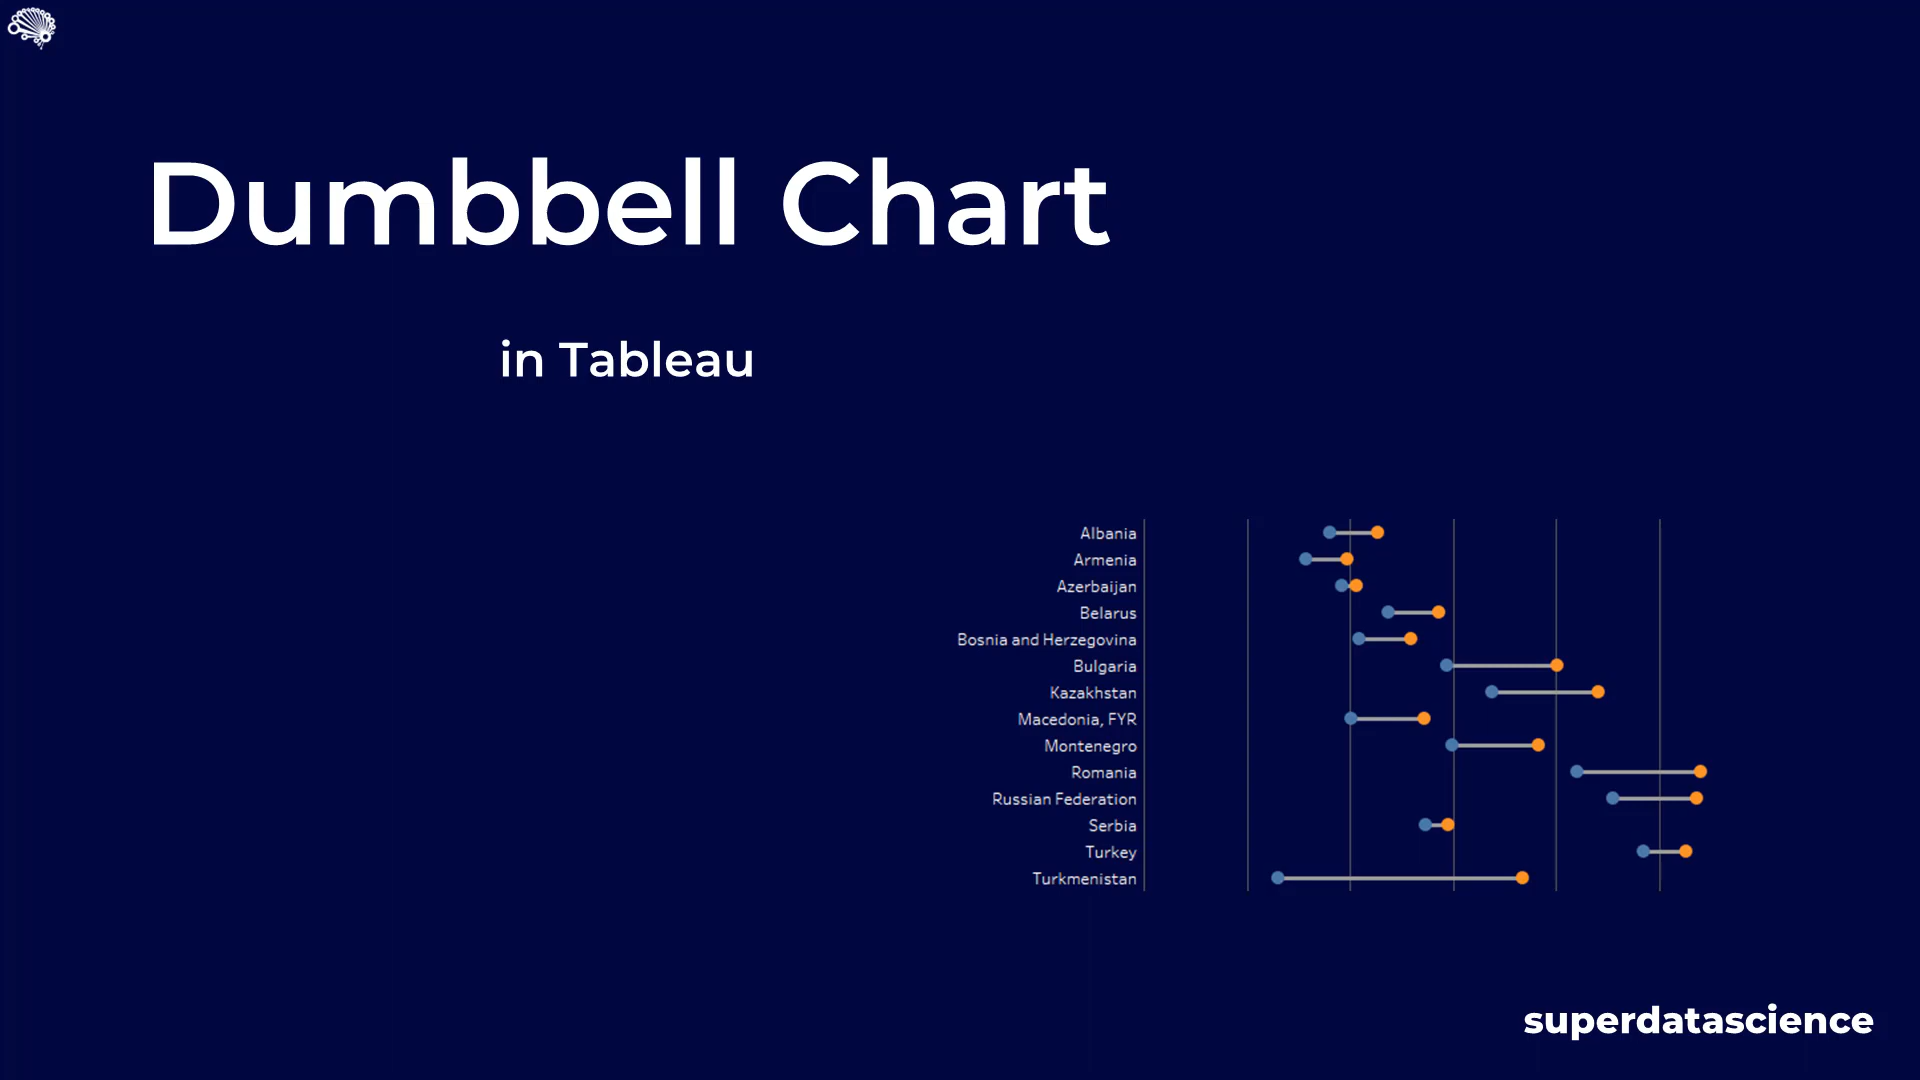 Dumbbell Chart
in Tableau
Albania
Armenia
Azerbaijan
Belarus
Bosnia and Herzegovina
Bulgaria
Kazakhstan
Macedonia, FYR
Montenegro
Romania
Russian Federation
Serbia
Turkey
Turkmenistan
superdatascience